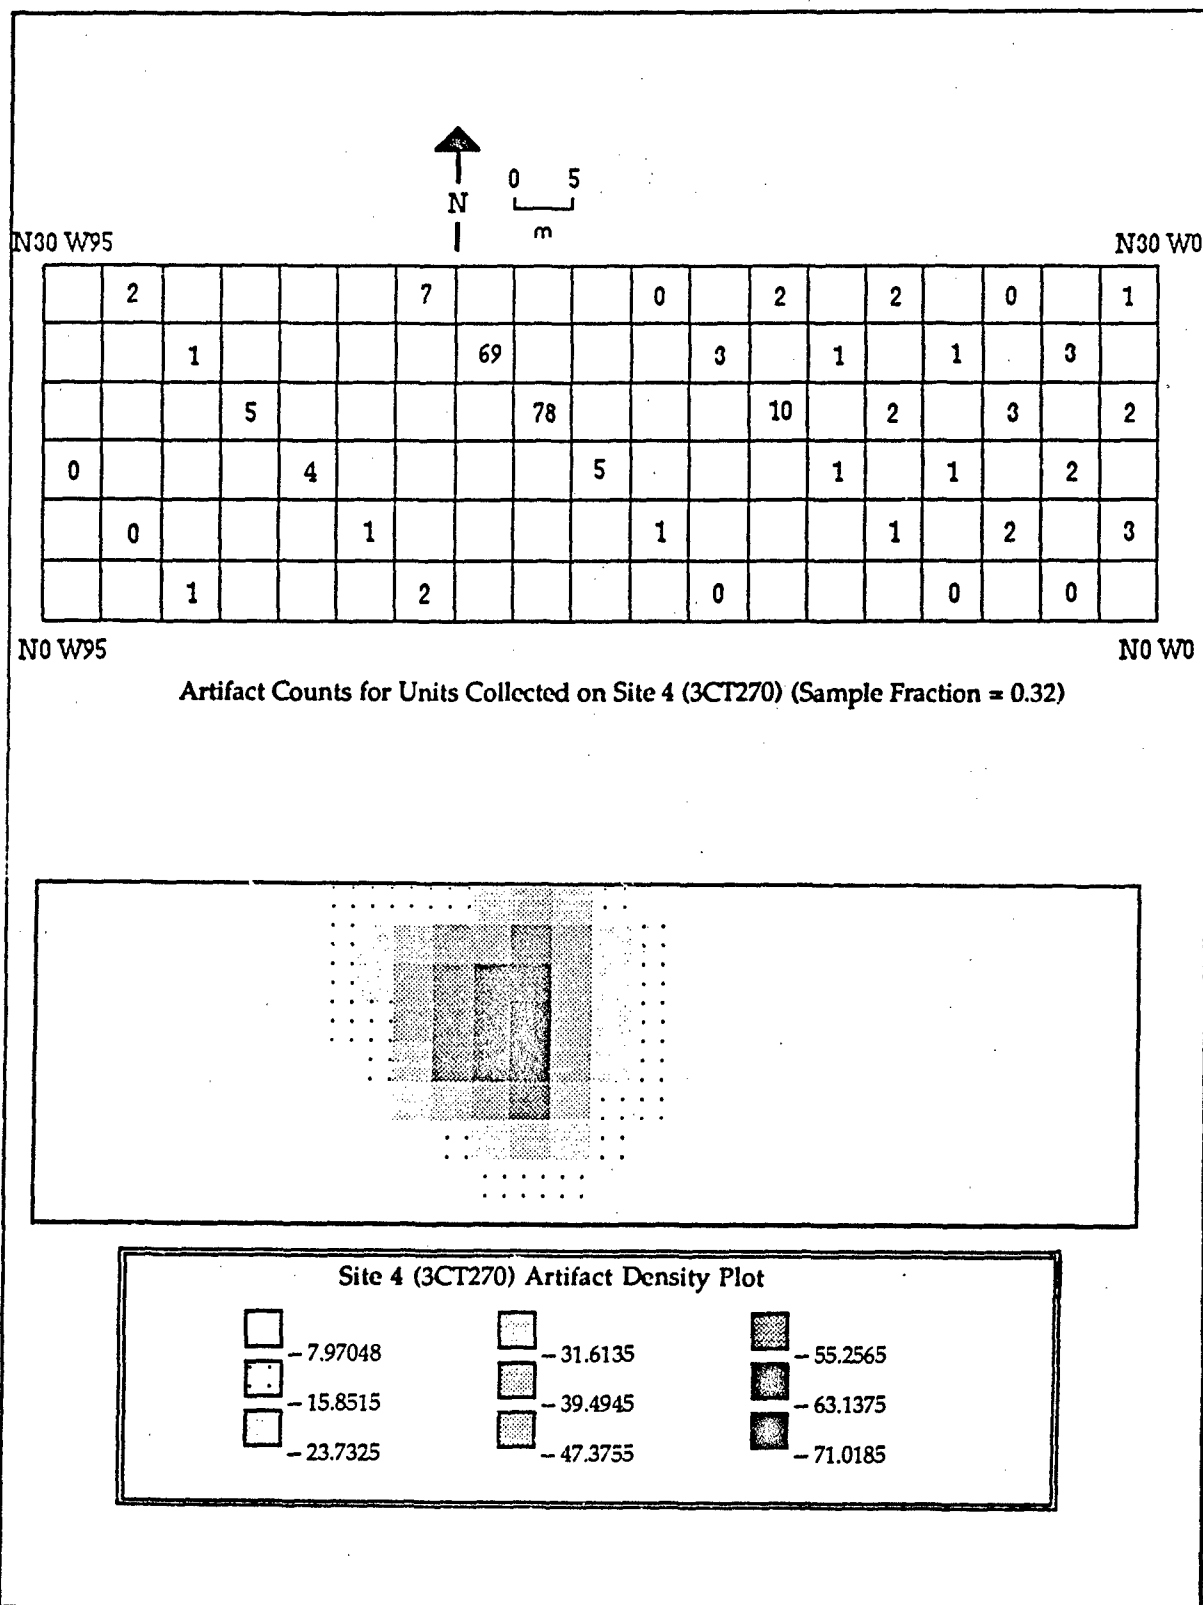 0 5
N
m
N30 W95 N30 W0
2 7 0 2 2 0 1
1 69 3 1 1 3
5 78 10 2 3 2
0 4 5 1 1 2
0 1 1 1 2 3
1 2 0 0 0
N0 W95 N0 W0
Artifact Counts for Units Collected on Site 4 (3CT270) (Sample Fraction = 0.32)
Site 4 (3CT270) Artifact Density Plot
– 7.97048 – 31.6135 – 55.2565
– 15.8515 – 39.4945 – 63.1375
– 23.7325 – 47.3755 – 71.0185